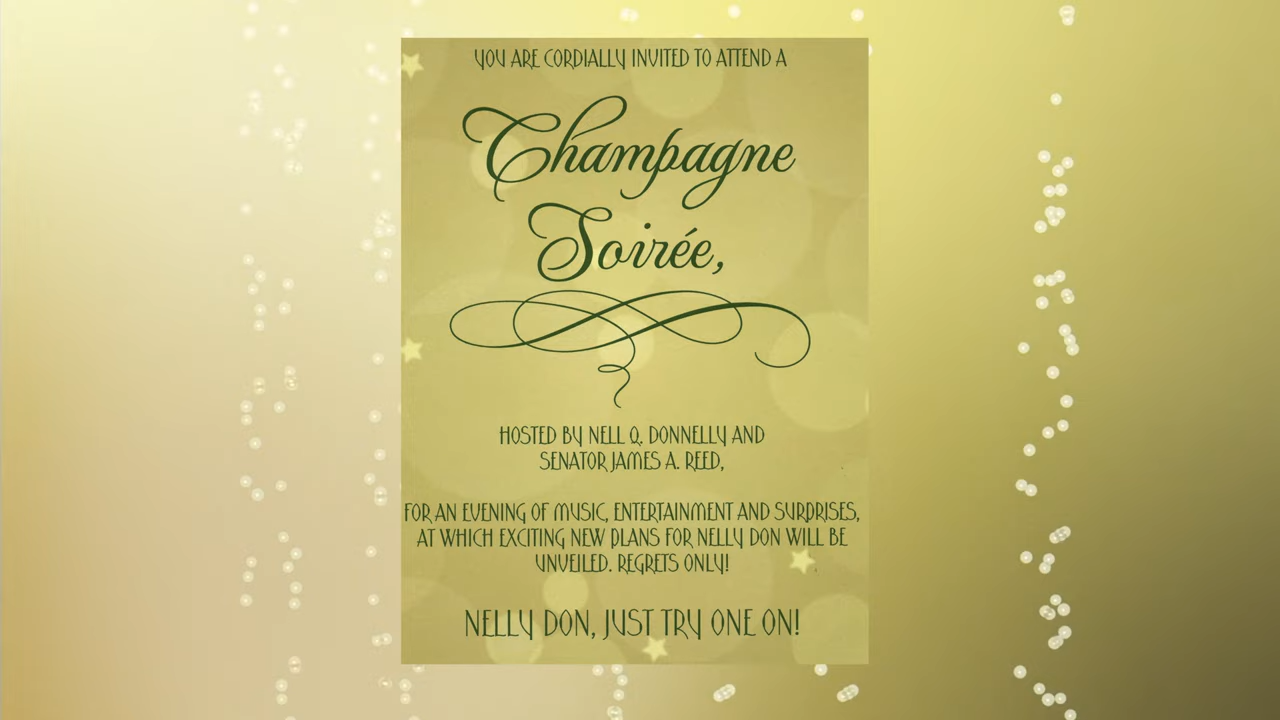 YOU ARE CORDIALLY INVITED TO ATTEND A
Champagne
Soirée,
HOSTED BY NELL Q. DONNELLY AND
SENATOR JAMES A. REED,
FOR AN EVENING OF MUSIC, ENTERTAINMENT AND SURPRISES,
AT WHICH EXCITING NEW PLANS FOR NELLY DON WILL BE
UNVEILED. REGRETS ONLY!
NELLY DON, JUST TRY ONE ON!